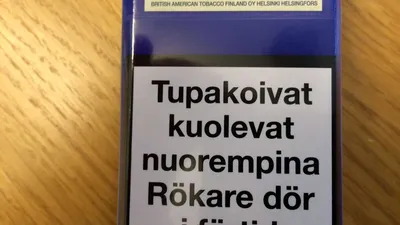 BRITISH AMERICAN TOBACCO FINLAND OY HELSINKI HELSINGFORS
Tupakoivat
kuolevat
nuorempina
Rökare dör